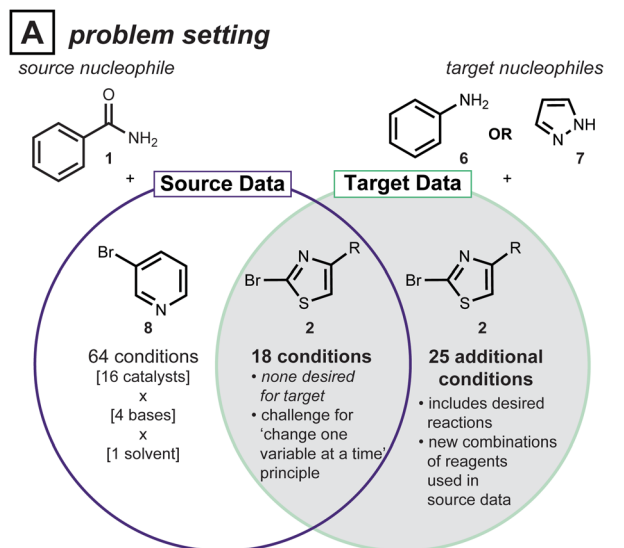 A problem setting
source nucleophile
target nucleophiles
O
NH2
1
NH2
6
OR
N
NH
7
+
Source Data
Target Data
+
Br
N
8
Br
N
S
R
2
Br
N
S
R
2
64 conditions
[16 catalysts]
x
[4 bases]
x
[1 solvent]
18 conditions
• none desired
for target
• challenge for
‘change one
variable at a time’
principle
25 additional
conditions
• includes desired
reactions
• new combinations
of reagents
used in
source data